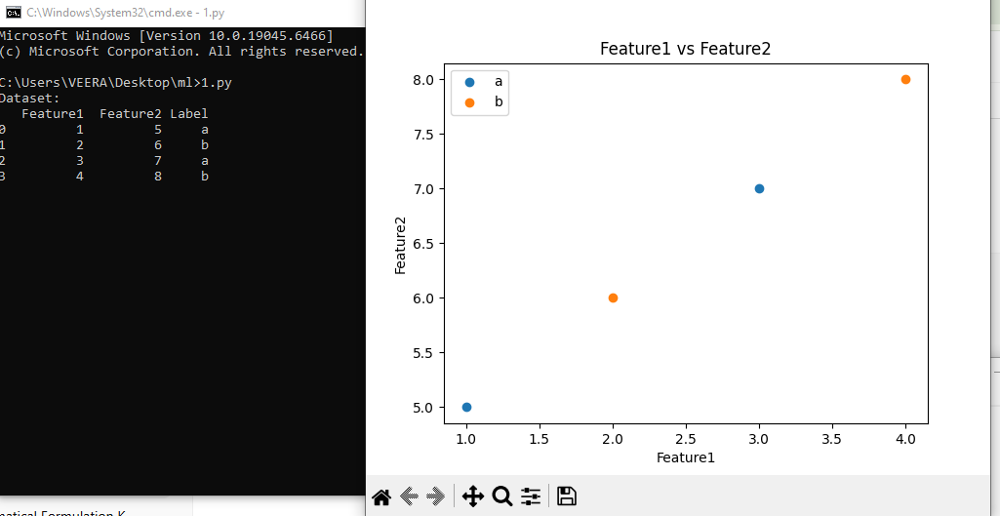 C:\Windows\System32\cmd.exe - 1.py
Microsoft Windows [Version 10.0.19045.6466]
(c) Microsoft Corporation. All rights reserved.
C:\Users\VEERA\Desktop\ml>1.py
Dataset:
Feature1 Feature2 Label
0 1 5 a
1 2 6 b
2 3 7 a
3 4 8 b
Feature1 vs Feature2
a
b
8.0
7.5
7.0
6.5
6.0
5.5
5.0
Feature2
1.0 1.5 2.0 2.5 3.0 3.5 4.0
Feature1
Formulation K